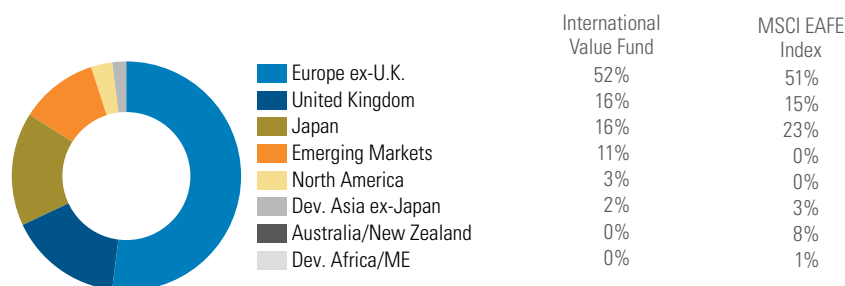 International Value Fund
MSCI EAFE Index
Europe ex-U.K. 52% 51%
United Kingdom 16% 15%
Japan 16% 23%
Emerging Markets 11% 0%
North America 3% 0%
Dev. Asia ex-Japan 2% 3%
Australia/New Zealand 0% 8%
Dev. Africa/ME 0% 1%